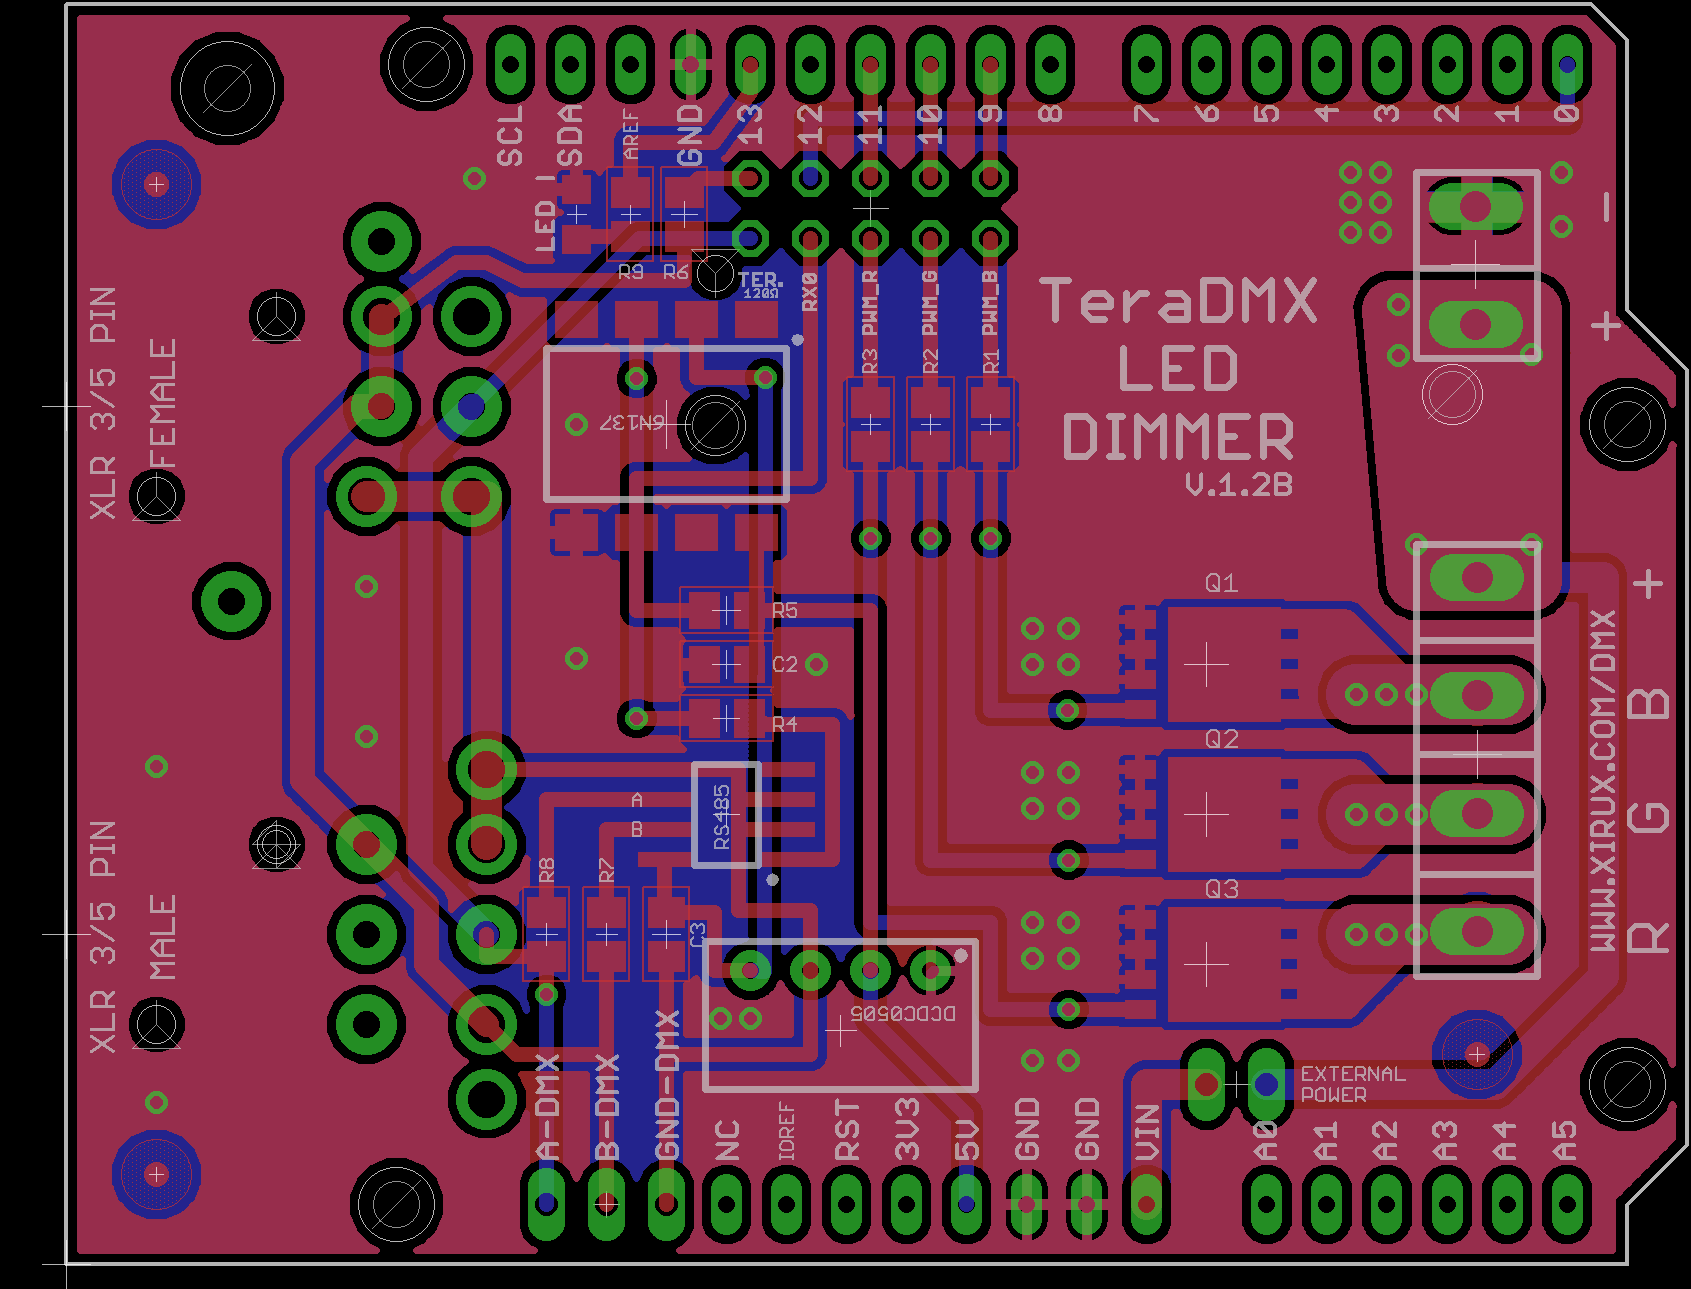 SCL
SDA
AREF
GND
13
12
11
10
9
8
7
6
5
4
3
2
1
0
LED 1
R9
R6
TER.
120Ω
RX0
PWM_R
PWM_G
PWM_B
R3
R2
R1
TeraDMX
LED
DIMMER
V.1.2B
-
+
XLR 3/5 PIN
FEMALE
6N137
R5
C2
R4
Q1
Q2
Q3
+
B
G
R
WWW.XIRUX.COM/DMX
A
B
RS485
R8
R7
C3
DCDC0505
XLR 3/5 PIN
MALE
EXTERNAL
POWER
A-DMX
B-DMX
GND-DMX
NC
IOREF
RST
3V3
5V
GND
GND
VIN
A0
A1
A2
A3
A4
A5